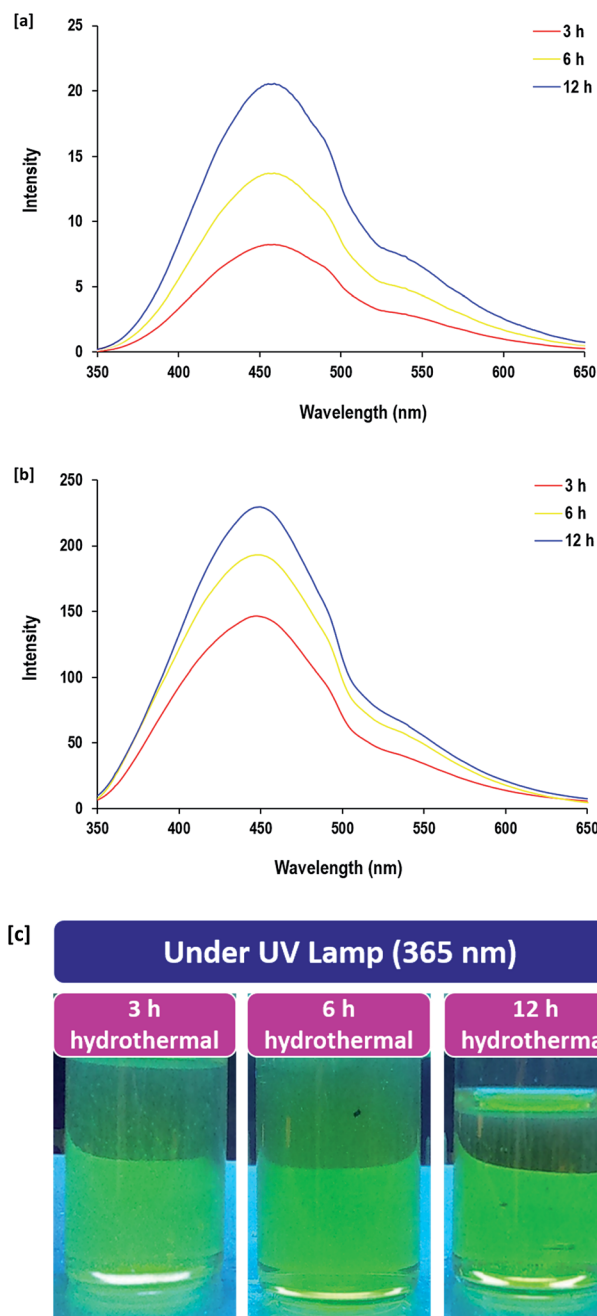 [a]
25
20
15
10
5
0
Intensity
350
400
450
500
550
600
650
Wavelength (nm)
3 h
6 h
12 h
[b]
250
200
150
100
50
0
Intensity
350
400
450
500
550
600
650
Wavelength (nm)
3 h
6 h
12 h
[c]
Under UV Lamp (365 nm)
3 h
hydrothermal
6 h
hydrothermal
12 h
hydrotherma